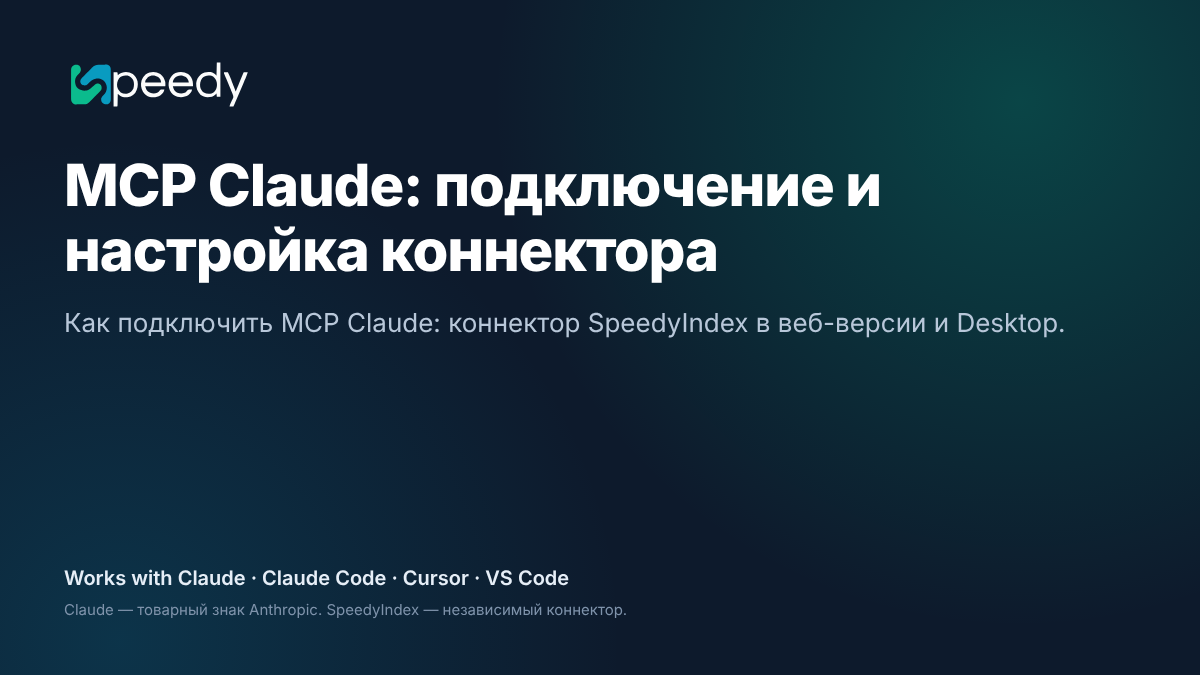 Speedy
MCP Claude: подключение и
настройка коннектора
Как подключить MCP Claude: коннектор SpeedyIndex в веб-версии и Desktop.
Works with Claude · Claude Code · Cursor · VS Code
Claude — товарный знак Anthropic. SpeedyIndex — независимый коннектор.